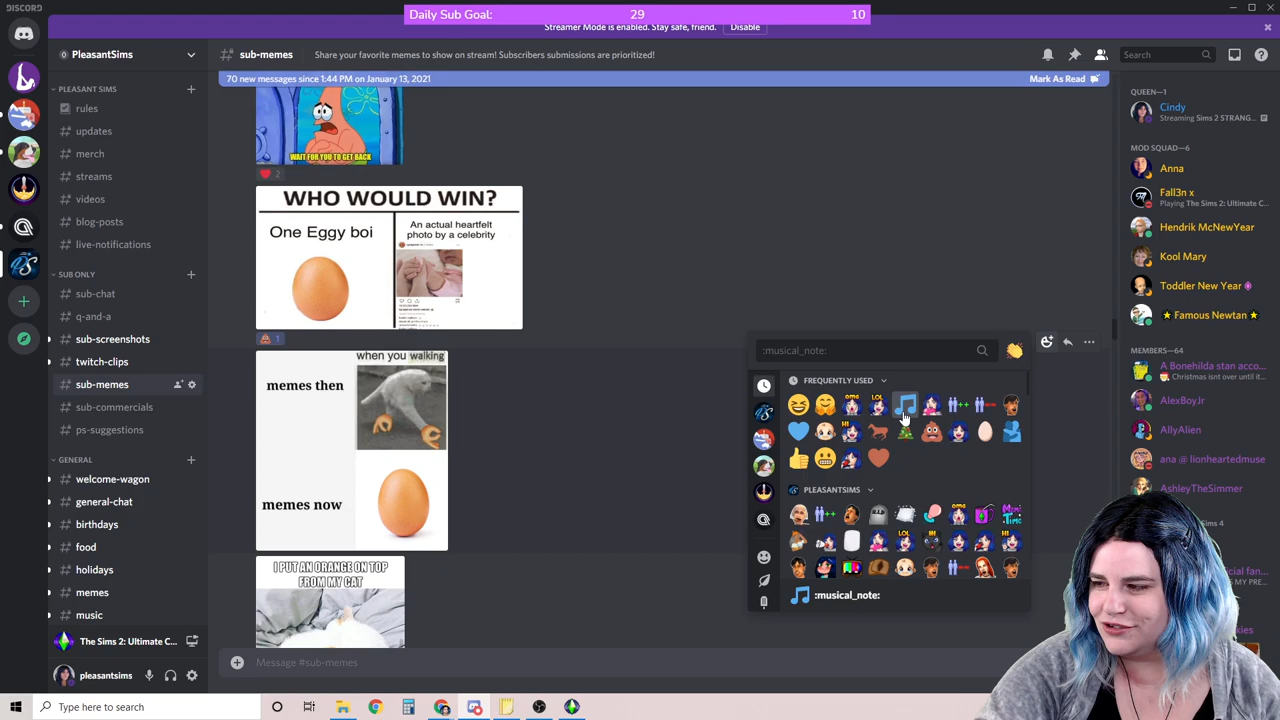 DISCORD
Daily Sub Goal: 29 10
Streamer Mode is enabled. Stay safe, friend. Disable
PleasantSims
sub-memes
Share your favorite memes to show on stream! Subscribers submissions are prioritized!
Search
70 new messages since 1:44 PM on January 13, 2021
Mark As Read
PLEASANT SIMS
rules
updates
merch
streams
videos
blog-posts
live-notifications
SUB ONLY
sub-chat
q-and-a
sub-screenshots
twitch-clips
sub-memes
sub-commercials
ps-suggestions
GENERAL
welcome-wagon
general-chat
birthdays
food
holidays
memes
music
The Sims 2: Ultimate C...
pleasantsims
WAIT FOR YOU TO GET BACK
2
WHO WOULD WIN?
One Eggy boi
An actual heartfelt
photo by a celebrity
1
when you walking
memes then
memes now
I PUT AN ORANGE ON TOP
FROM MY CAT
Message #sub-memes
:musical_note:
FREQUENTLY USED
PLEASANTSIMS
:musical_note:
QUEEN—1
Cindy
Streaming Sims 2 STRANG...
MOD SQUAD—6
Anna
Fall3n x
Playing The Sims 2: Ultimate C...
Hendrik McNewYear
Kool Mary
Toddler New Year
Famous Newtan
MEMBERS—64
A Bonehilda stan acco...
Christmas isnt over until it...
AlexBoyJr
AllyAlien
ana @ lionheartedmuse
AshleyTheSimmer
Type here to search